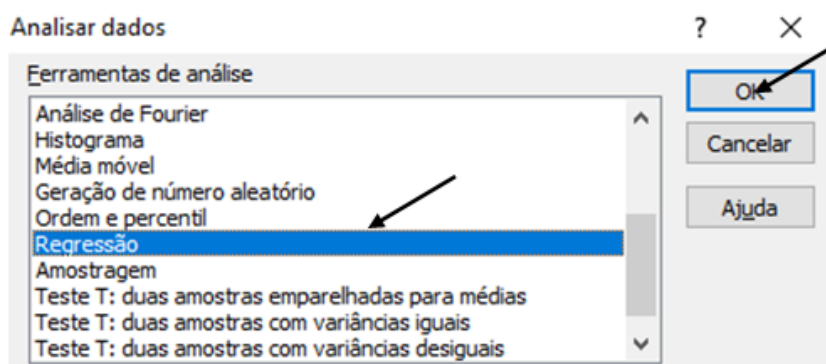 Analisar dados ?
Ferramentas de análise
OK
Análise de Fourier
Histograma
Cancelar
Média móvel
Geração de número aleatório
Ajuda
Ordem e percentil
Regressão
Amostragem
Teste T: duas amostras emparelhadas para médias
Teste T: duas amostras com variâncias iguais
Teste T: duas amostras com variâncias desiguais